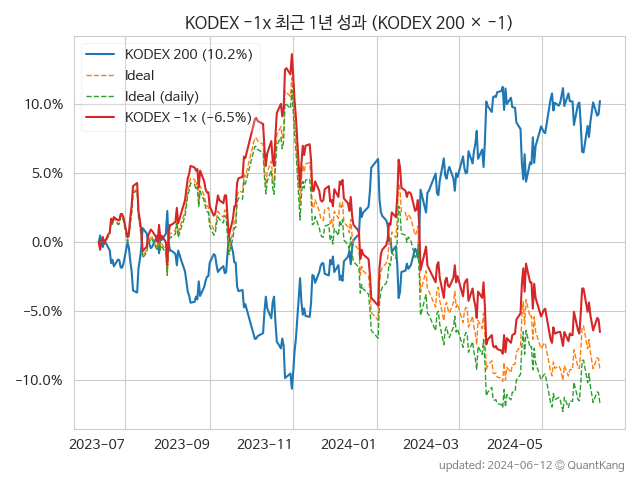 KODEX −1x 최근 1년 성과 (KODEX 200 × −1)
KODEX 200 (10.2%)
Ideal
Ideal (daily)
KODEX −1x (−6.5%)
10.0%
5.0%
0.0%
−5.0%
−10.0%
2023-07 2023-09 2023-11 2024-01 2024-03 2024-05
updated: 2024-06-12 © QuantKang